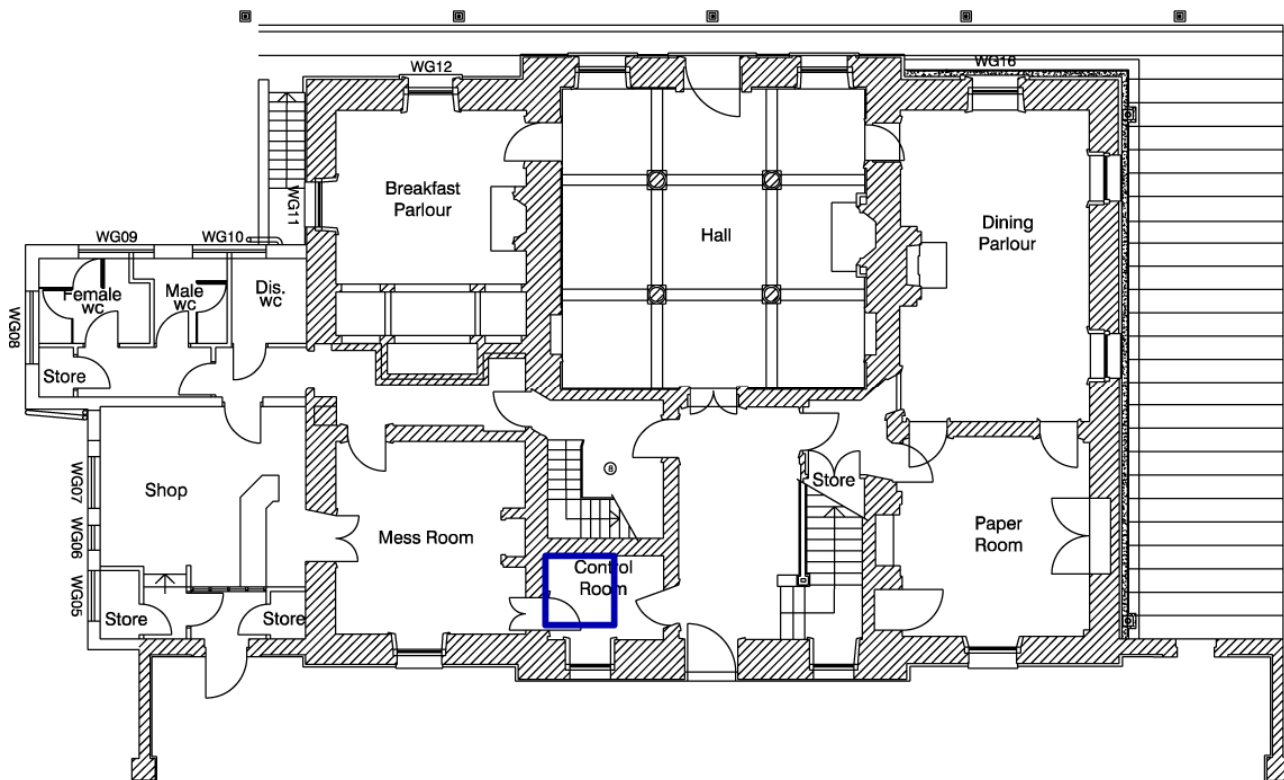 WG12
WG16
WG11
Breakfast
Parlour
Hall
Dining
Parlour
WG09
WG10
WG08
Female
wc
Male
wc
Dis.
wc
Store
8
WG07
Shop
Store
WG06
Mess Room
Paper
Room
Control
Room
WG05
Store
Store